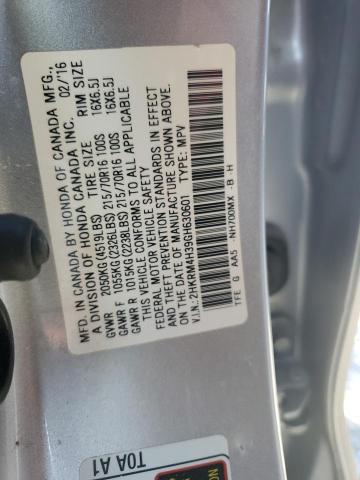 MFD. IN CANADA BY HONDA OF CANADA MFG.,
A DIVISION OF HONDA CANADA INC. 02/'16
TIRE SIZE RIM SIZE
GVWR 2050KG(4519LBS)
GAWR F 1055KG(2326LBS) 215/70R16 100S 16X6.5J
GAWR R 1015KG(2238LBS) 215/70R16 100S 16X6.5J
THIS VEHICLE CONFORMS TO ALL APPLICABLE
FEDERAL MOTOR VEHICLE SAFETY
AND THEFT PREVENTION STANDARDS IN EFFECT
ON THE DATE OF MANUFACTURE SHOWN ABOVE.
V.I.N.: 2HKRM4H39GH630601 TYPE: MPV
TFE G AA5 -NH700MX -B -H
T0A A1